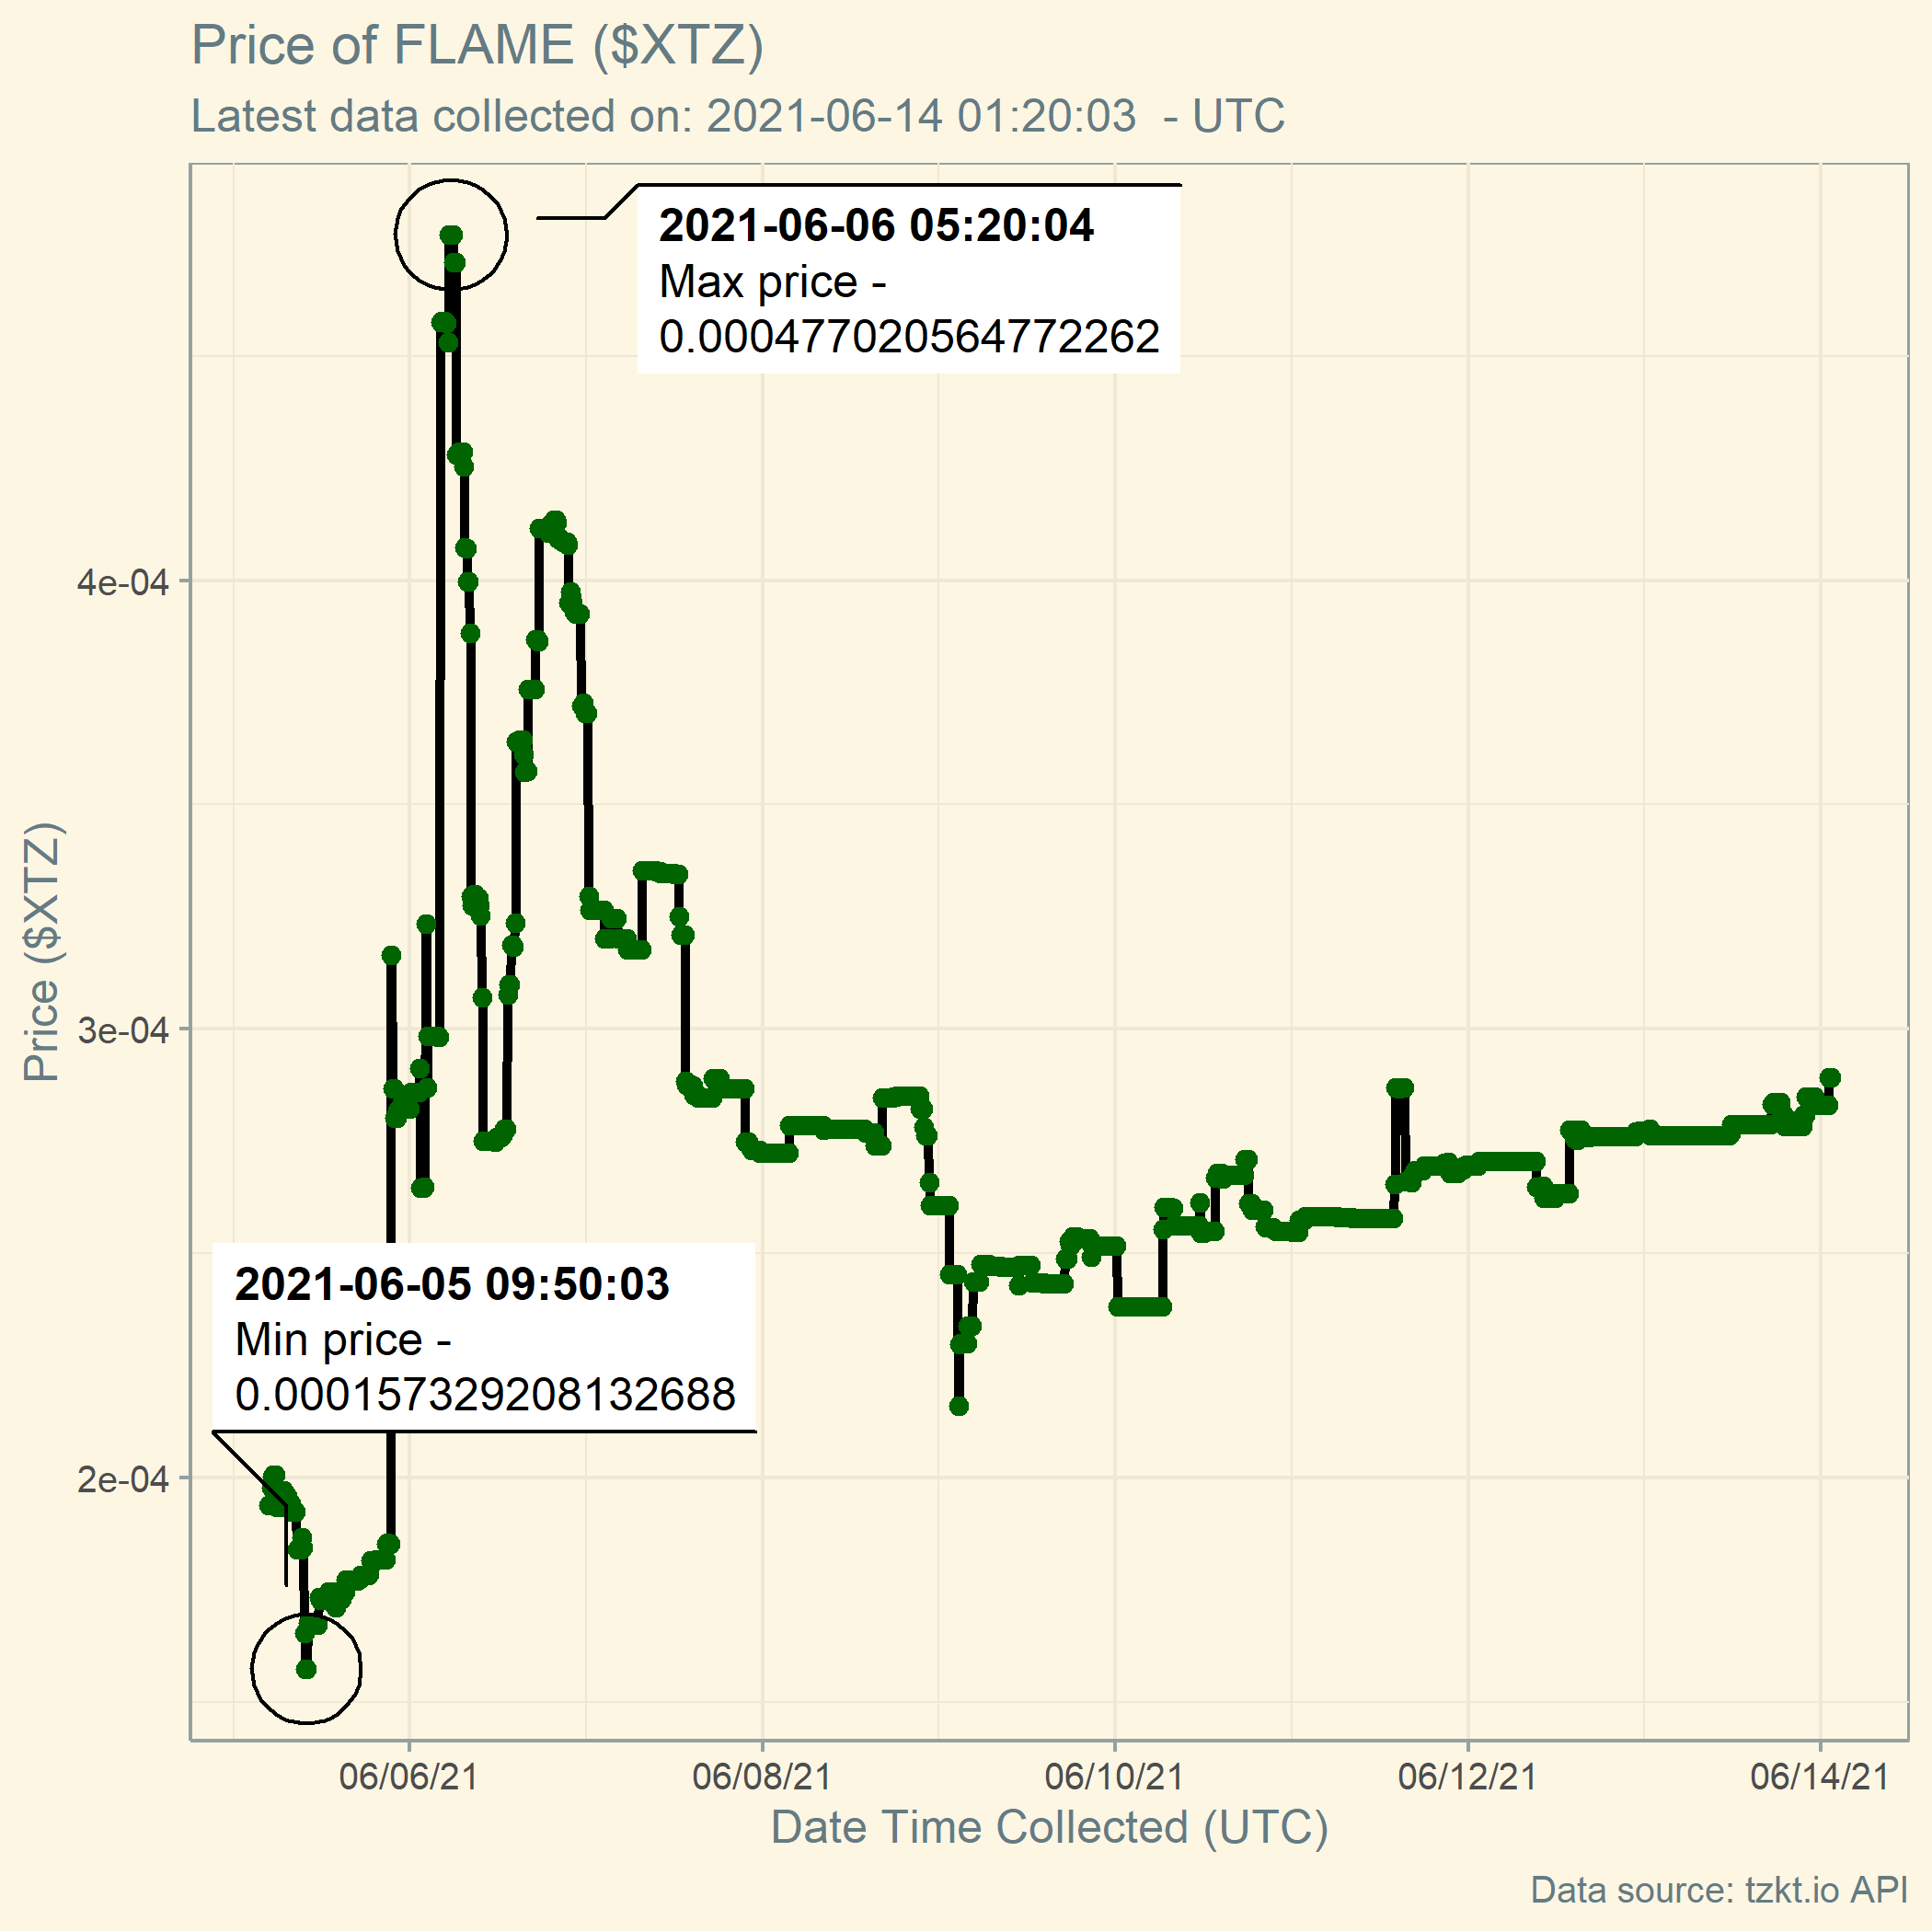 Price of FLAME ($XTZ)
Latest data collected on: 2021-06-14 01:20:03  - UTC
2021-06-06 05:20:04
Max price -
0.000477020564772262
4e-04
3e-04
2e-04
Price ($XTZ)
2021-06-05 09:50:03
Min price -
0.000157329208132688
06/06/21
06/08/21
06/10/21
06/12/21
06/14/21
Date Time Collected (UTC)
Data source: tzkt.io API